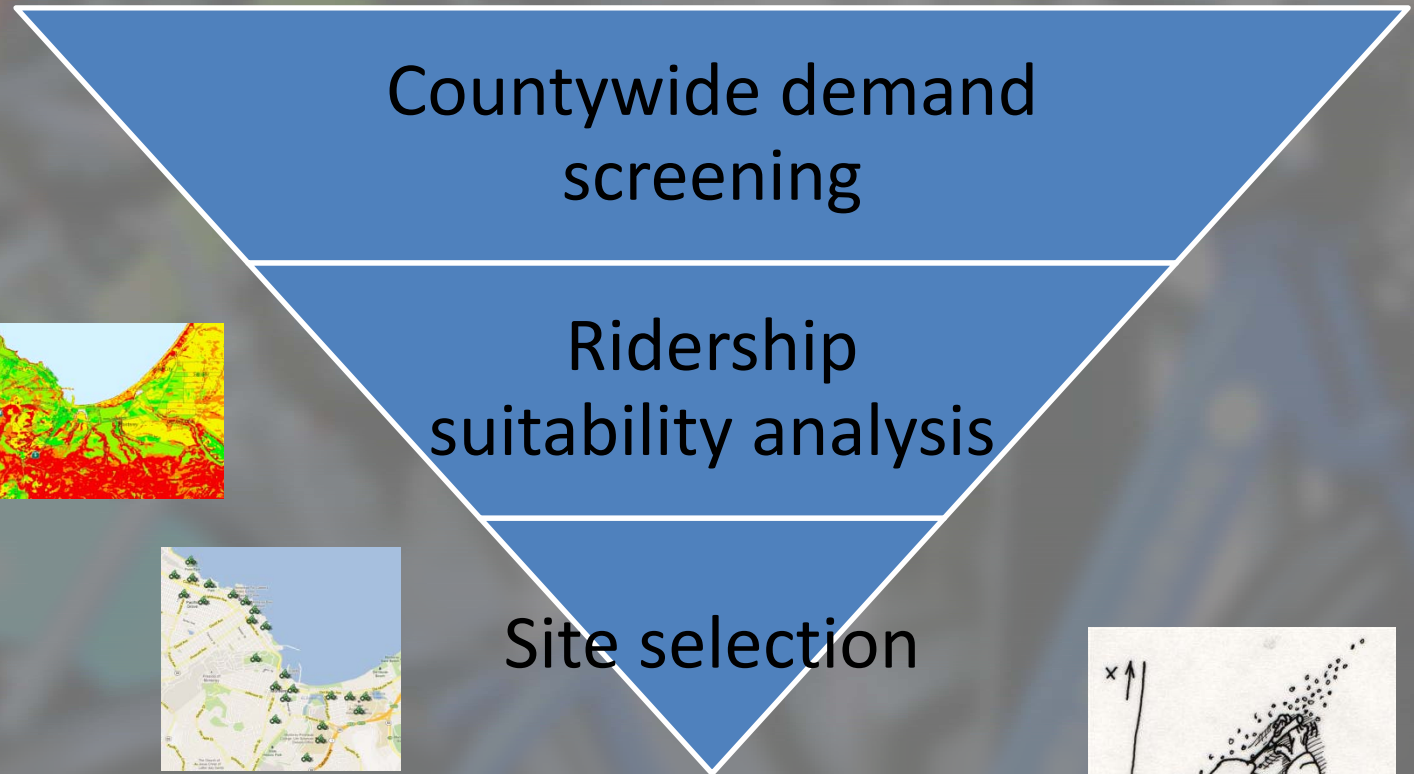 Countywide demand
screening
Ridership
suitability analysis
Site selection
x